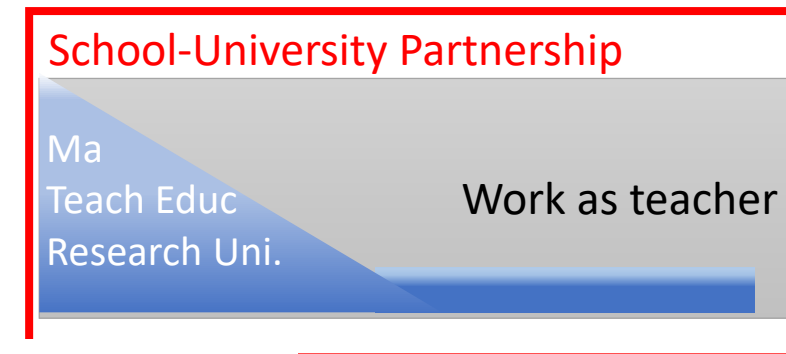 School-University Partnership
Ma
Teach Educ
Work as teacher
Research Uni.